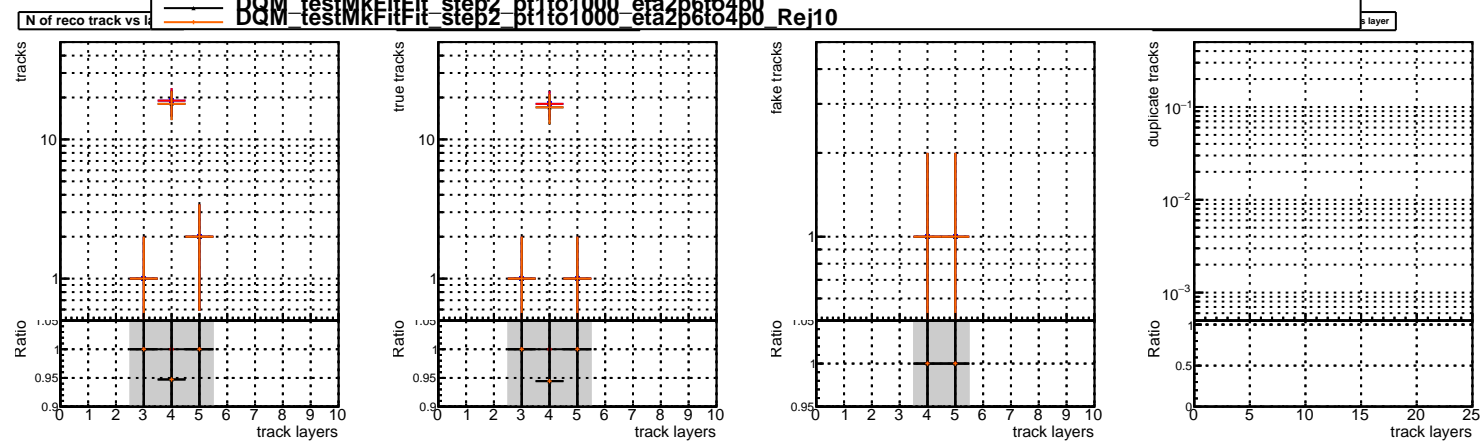 DQM_testMkFitFit_step2_pt1to1000_eta2p6to4p0
DQM_testMkFitFit_step2_pt1to1000_eta2p6to4p0_Rej10
N of reco track vs
s layer
tracks
10
1
Ratio
1.05
1
0.95
0.9
0 1 2 3 4 5 6 7 8 9 10
track layers
true tracks
10
1
Ratio
1.05
1
0.95
0.9
0 1 2 3 4 5 6 7 8 9 10
track layers
fake tracks
1
Ratio
1.05
1
0.95
0 1 2 3 4 5 6 7 8 9 10
track layers
duplicate tracks
10⁻¹
10⁻²
10⁻³
Ratio
1
0.5
0
0 5 10 15 20 25
track layers